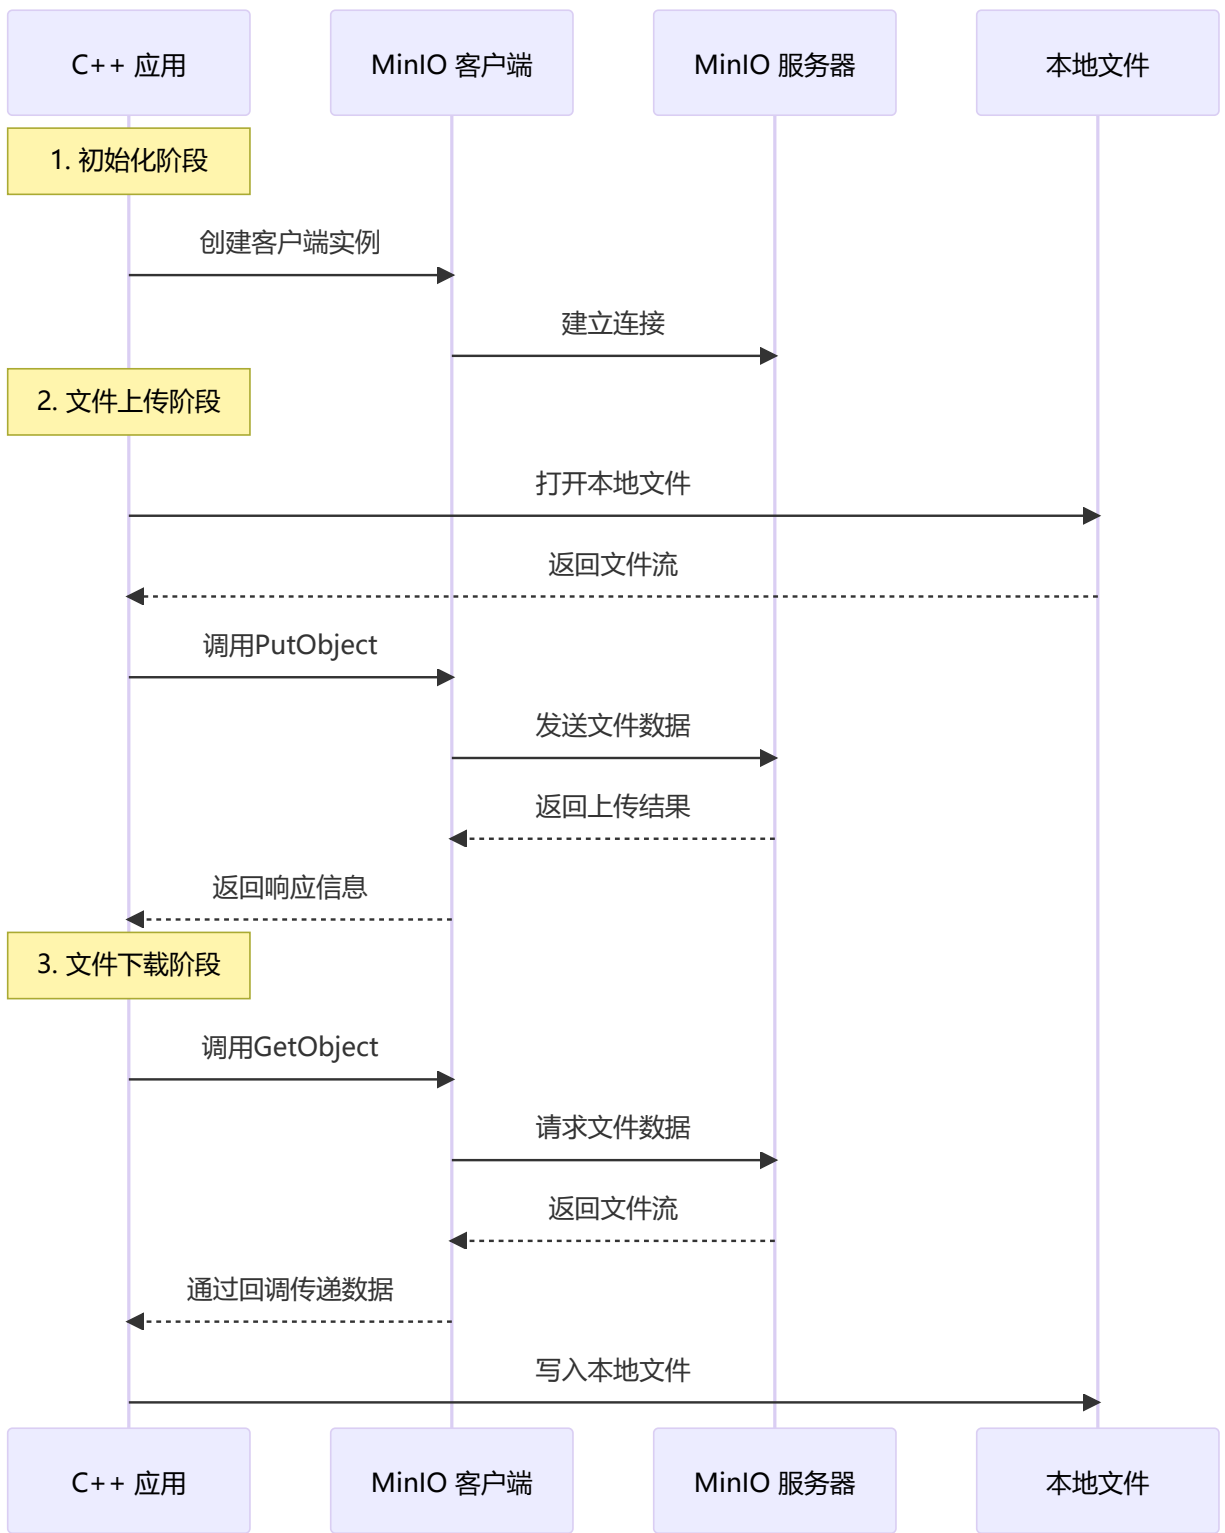 C++ 应用
MinIO 客户端
MinIO 服务器
本地文件
1. 初始化阶段
创建客户端实例
建立连接
2. 文件上传阶段
打开本地文件
返回文件流
调用PutObject
发送文件数据
返回上传结果
返回响应信息
3. 文件下载阶段
调用GetObject
请求文件数据
返回文件流
通过回调传递数据
写入本地文件
C++ 应用
MinIO 客户端
MinIO 服务器
本地文件